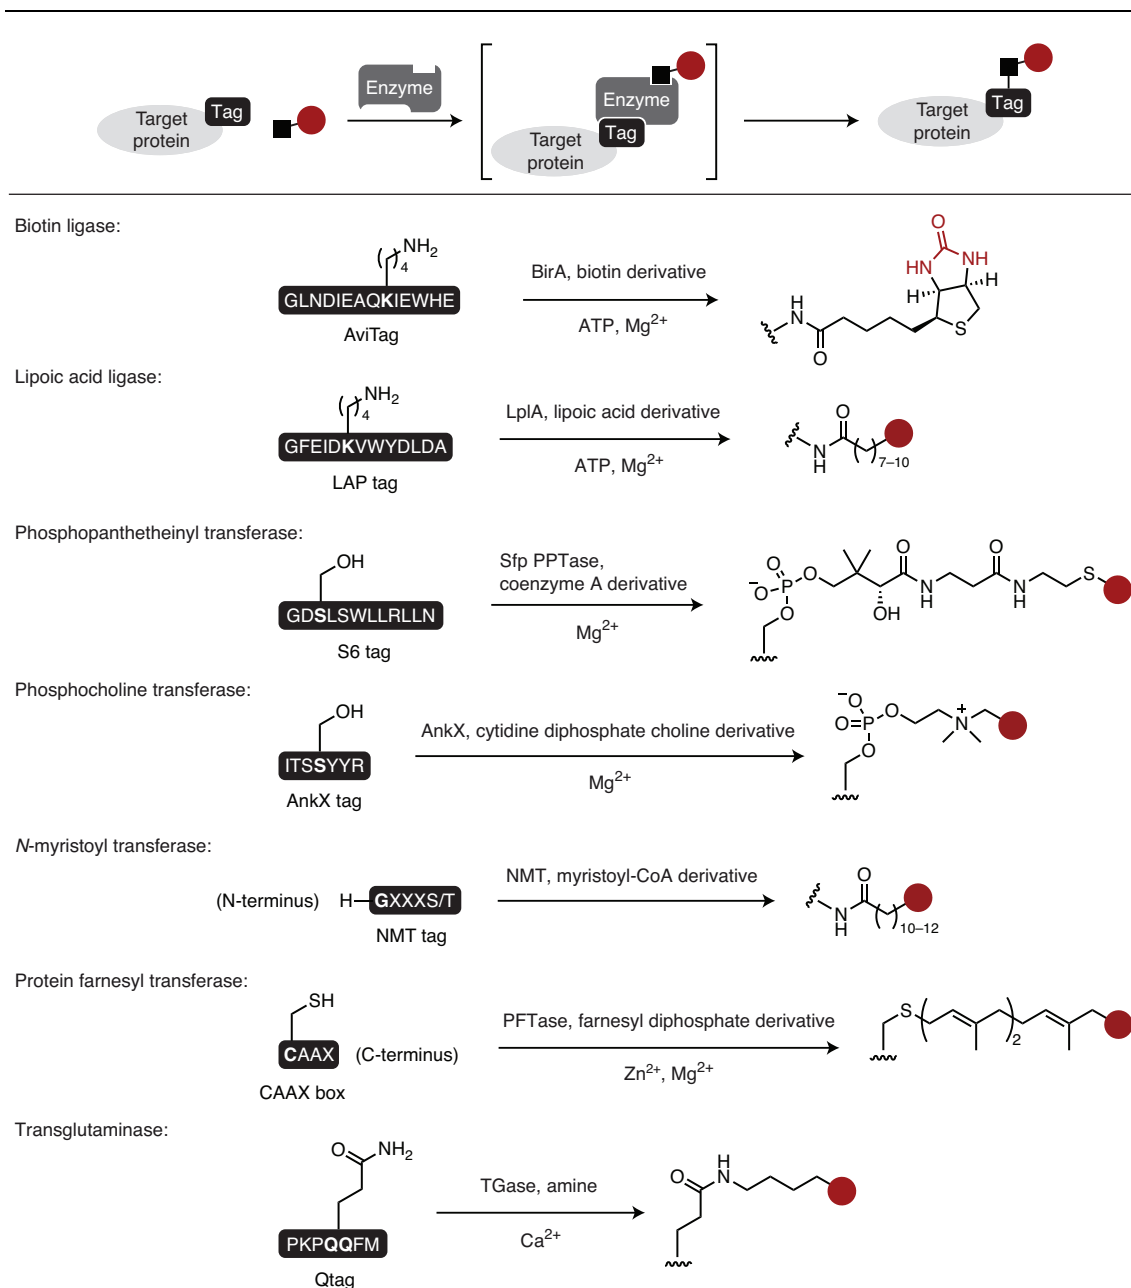 Target
protein
Tag
Enzyme
Enzyme
Tag
Target
protein
Tag
Target
protein
Biotin ligase:
NH2
4
GLNDIEAQKIEWHE
AviTag
BirA, biotin derivative
ATP, Mg2+
O
HN
NH
H
H
S
H
N
O
Lipoic acid ligase:
NH2
4
GFEIDKVWYDLDA
LAP tag
LplA, lipoic acid derivative
ATP, Mg2+
O
N
H
7–10
Phosphopanthetheinyl transferase:
OH
GDSLSWLLRLLN
S6 tag
Sfp PPTase,
coenzyme A derivative
Mg2+
O
−O
P
O
O
O
OH
N
H
O
N
H
S
Phosphocholine transferase:
OH
ITSSYYR
AnkX tag
AnkX, cytidine diphosphate choline derivative
Mg2+
−O
O
P
O
O
N
+
N-myristoyl transferase:
(N-terminus) H GXXXS/T
NMT tag
NMT, myristoyl-CoA derivative
O
N
H
10–12
Protein farnesyl transferase:
SH
CAAX (C-terminus)
CAAX box
PFTase, farnesyl diphosphate derivative
Zn2+, Mg2+
S
2
Transglutaminase:
O
NH2
PKPQQFM
Qtag
TGase, amine
Ca2+
O
H
N